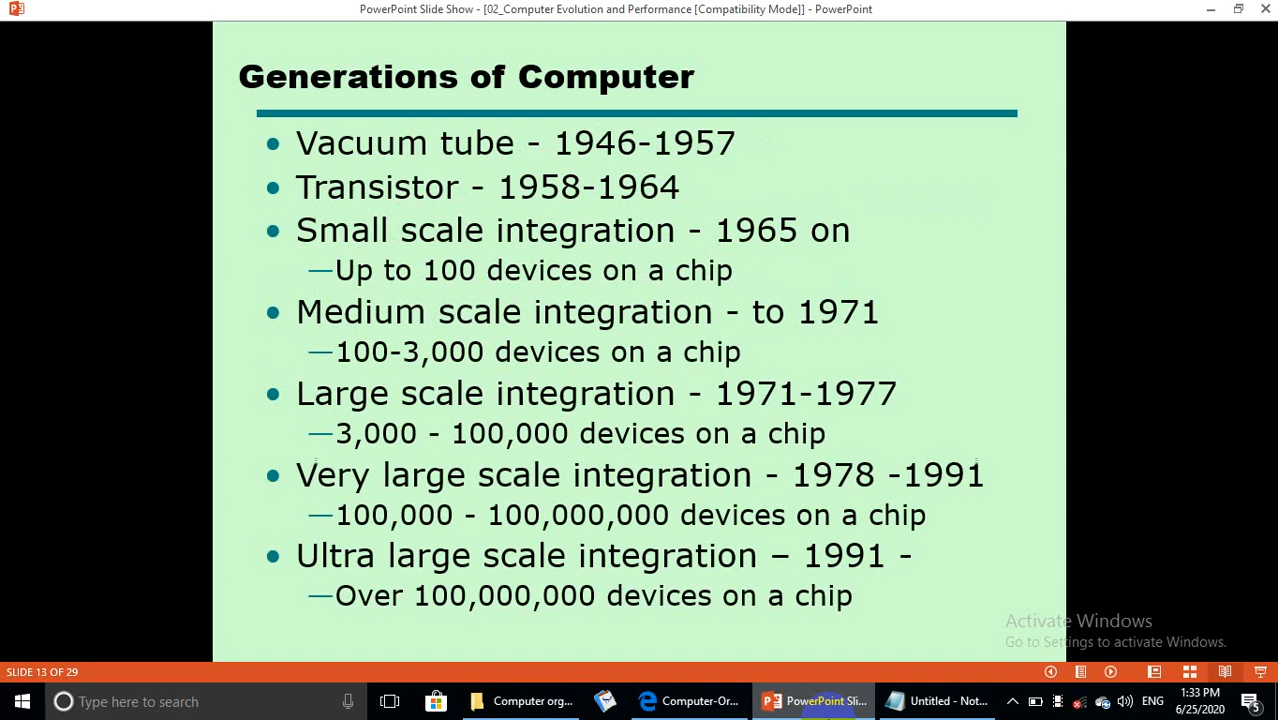 PowerPoint Slide Show - [02_Computer Evolution and Performance [Compatibility Mode]] - PowerPoint
Generations of Computer
• Vacuum tube - 1946-1957
• Transistor - 1958-1964
• Small scale integration - 1965 on
—Up to 100 devices on a chip
• Medium scale integration - to 1971
—100-3,000 devices on a chip
• Large scale integration - 1971-1977
—3,000 - 100,000 devices on a chip
• Very large scale integration - 1978 -1991
—100,000 - 100,000,000 devices on a chip
• Ultra large scale integration – 1991 -
—Over 100,000,000 devices on a chip
Activate Windows
Go to Settings to activate Windows.
SLIDE 13 OF 29
Type here to search
Computer org...
Computer-Or...
PowerPoint Sli...
Untitled - Not...
ENG
1:33 PM
6/25/2020
5